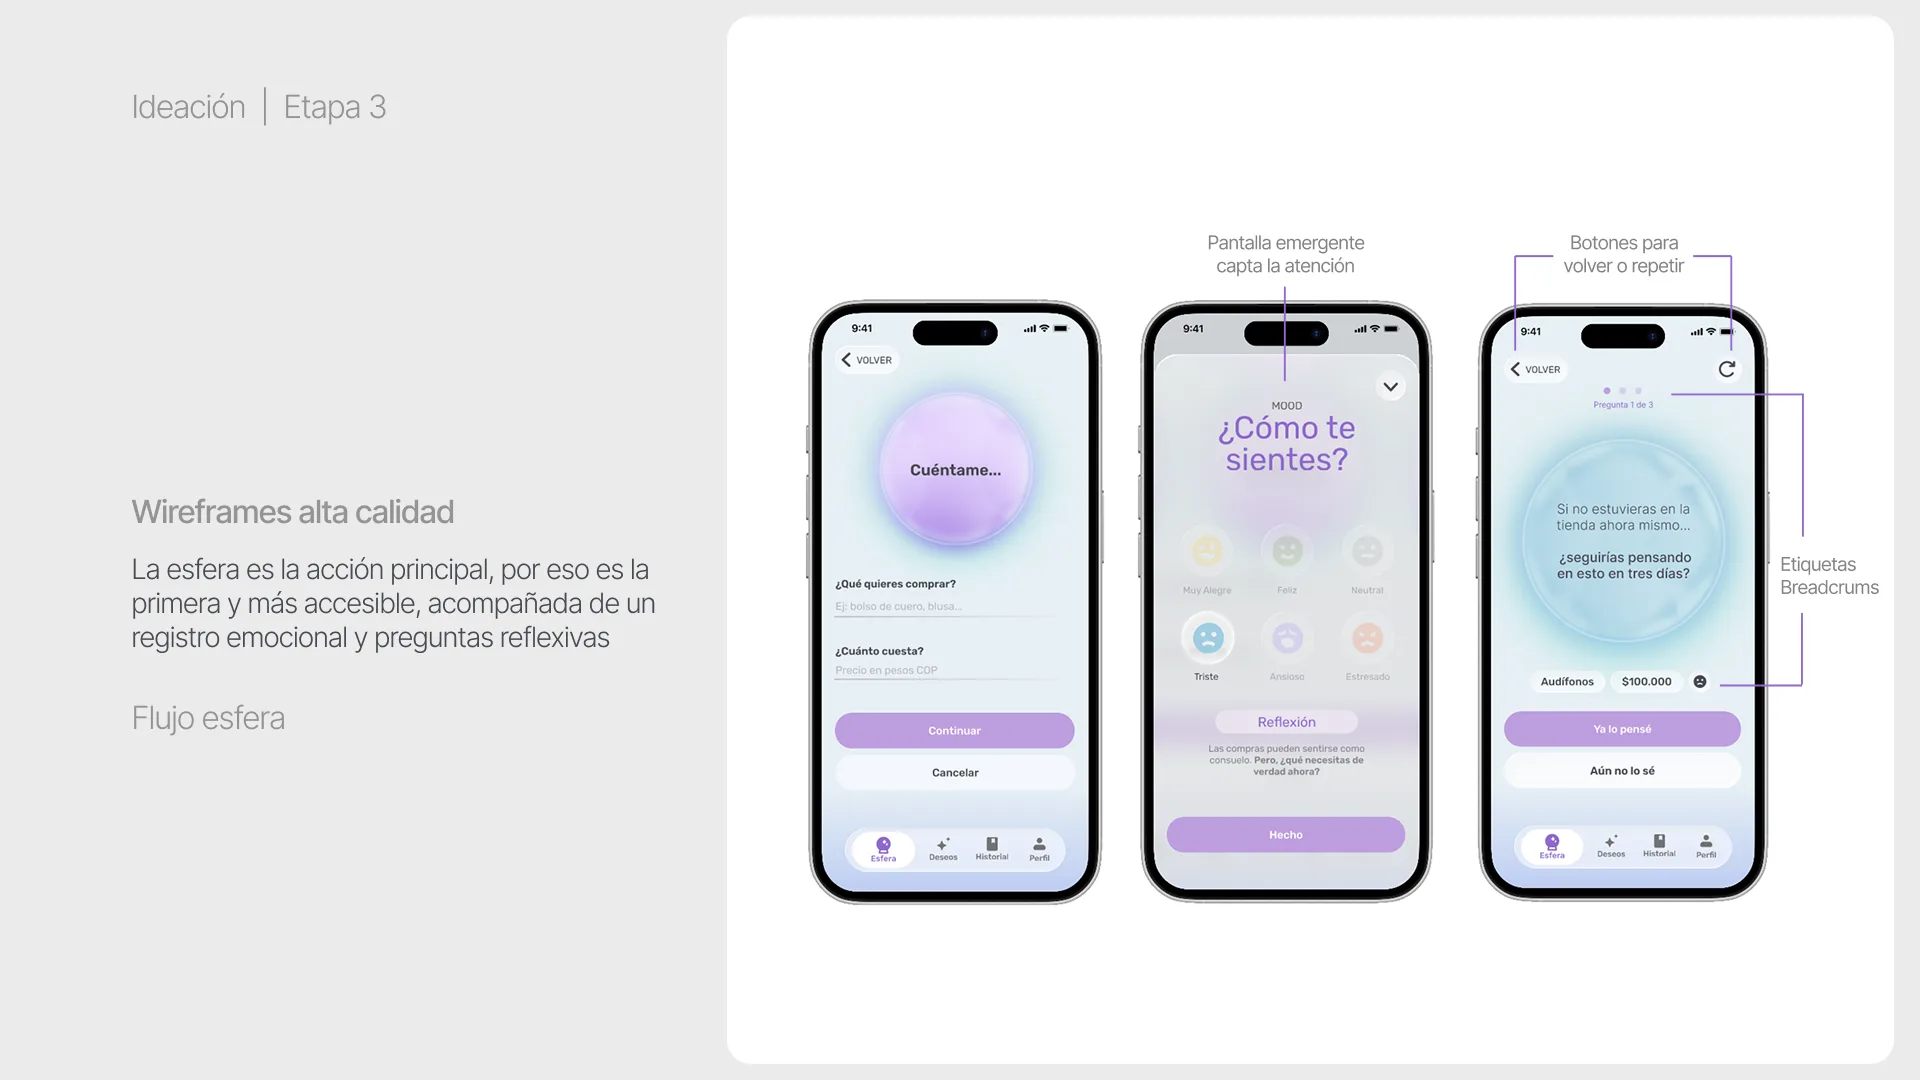 Ideación | Etapa 3
Wireframes alta calidad
La esfera es la acción principal, por eso es la
primera y más accesible, acompañada de un
registro emocional y preguntas reflexivas
Flujo esfera
9:41
VOLVER
Cuéntame...
¿Qué quieres comprar?
Ej: bolso de cuero, blusa...
¿Cuánto cuesta?
Precio en pesos COP
Continuar
Cancelar
Esfera
Deseos
Historial
Perfil
Pantalla emergente
capta la atención
9:41
MOOD
¿Cómo te
sientes?
Muy Alegre
Feliz
Neutral
Triste
Ansioso
Estresado
Reflexión
Las compras pueden sentirse como
consuelo. Pero, ¿qué necesitas de
verdad ahora?
Hecho
Botones para
volver o repetir
9:41
VOLVER
Pregunta 1 de 3
Si no estuvieras en la
tienda ahora mismo...
¿seguirías pensando
en esto en tres días?
Audífonos
$100.000
Ya lo pensé
Aún no lo sé
Esfera
Deseos
Historial
Perfil
Etiquetas
Breadcrums